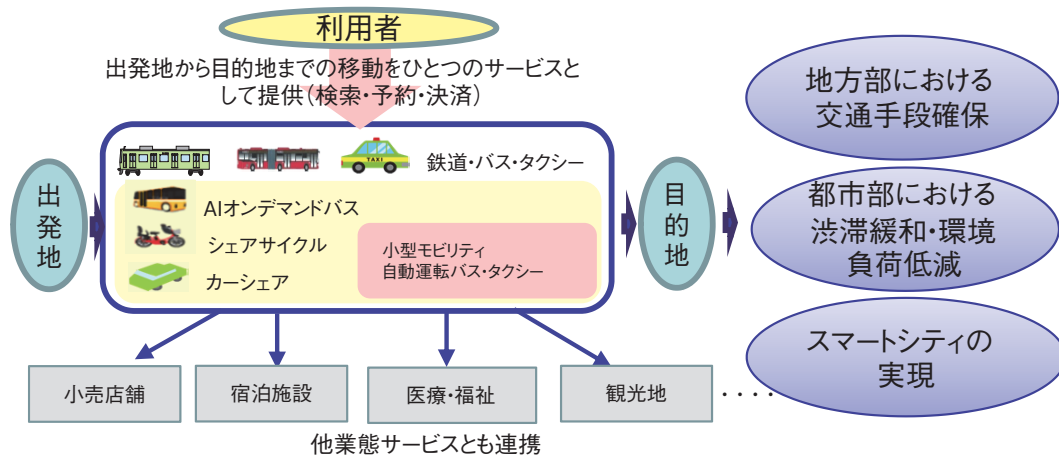 利用者
出発地から目的地までの移動をひとつのサービスと
して提供(検索・予約・決済)
出発地
TAXI
鉄道・バス・タクシー
AIオンデマンドバス
シェアサイクル
カーシェア
小型モビリティ
自動運転バス・タクシー
目的地
地方部における
交通手段確保
都市部における
渋滞緩和・環境
負荷低減
スマートシティの
実現
小売店舗
宿泊施設
医療・福祉
観光地
・・・・
他業態サービスとも連携